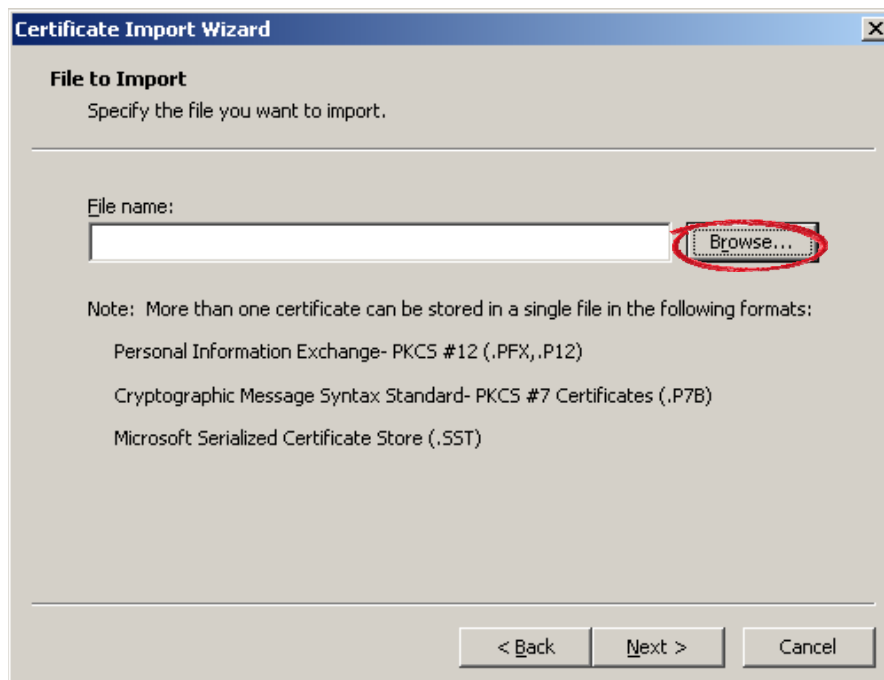 Certificate Import Wizard
File to Import
Specify the file you want to import.
File name:
Browse...
Note: More than one certificate can be stored in a single file in the following formats:
Personal Information Exchange- PKCS #12 (.PFX,.P12)
Cryptographic Message Syntax Standard- PKCS #7 Certificates (.P7B)
Microsoft Serialized Certificate Store (.SST)
< Back Next > Cancel